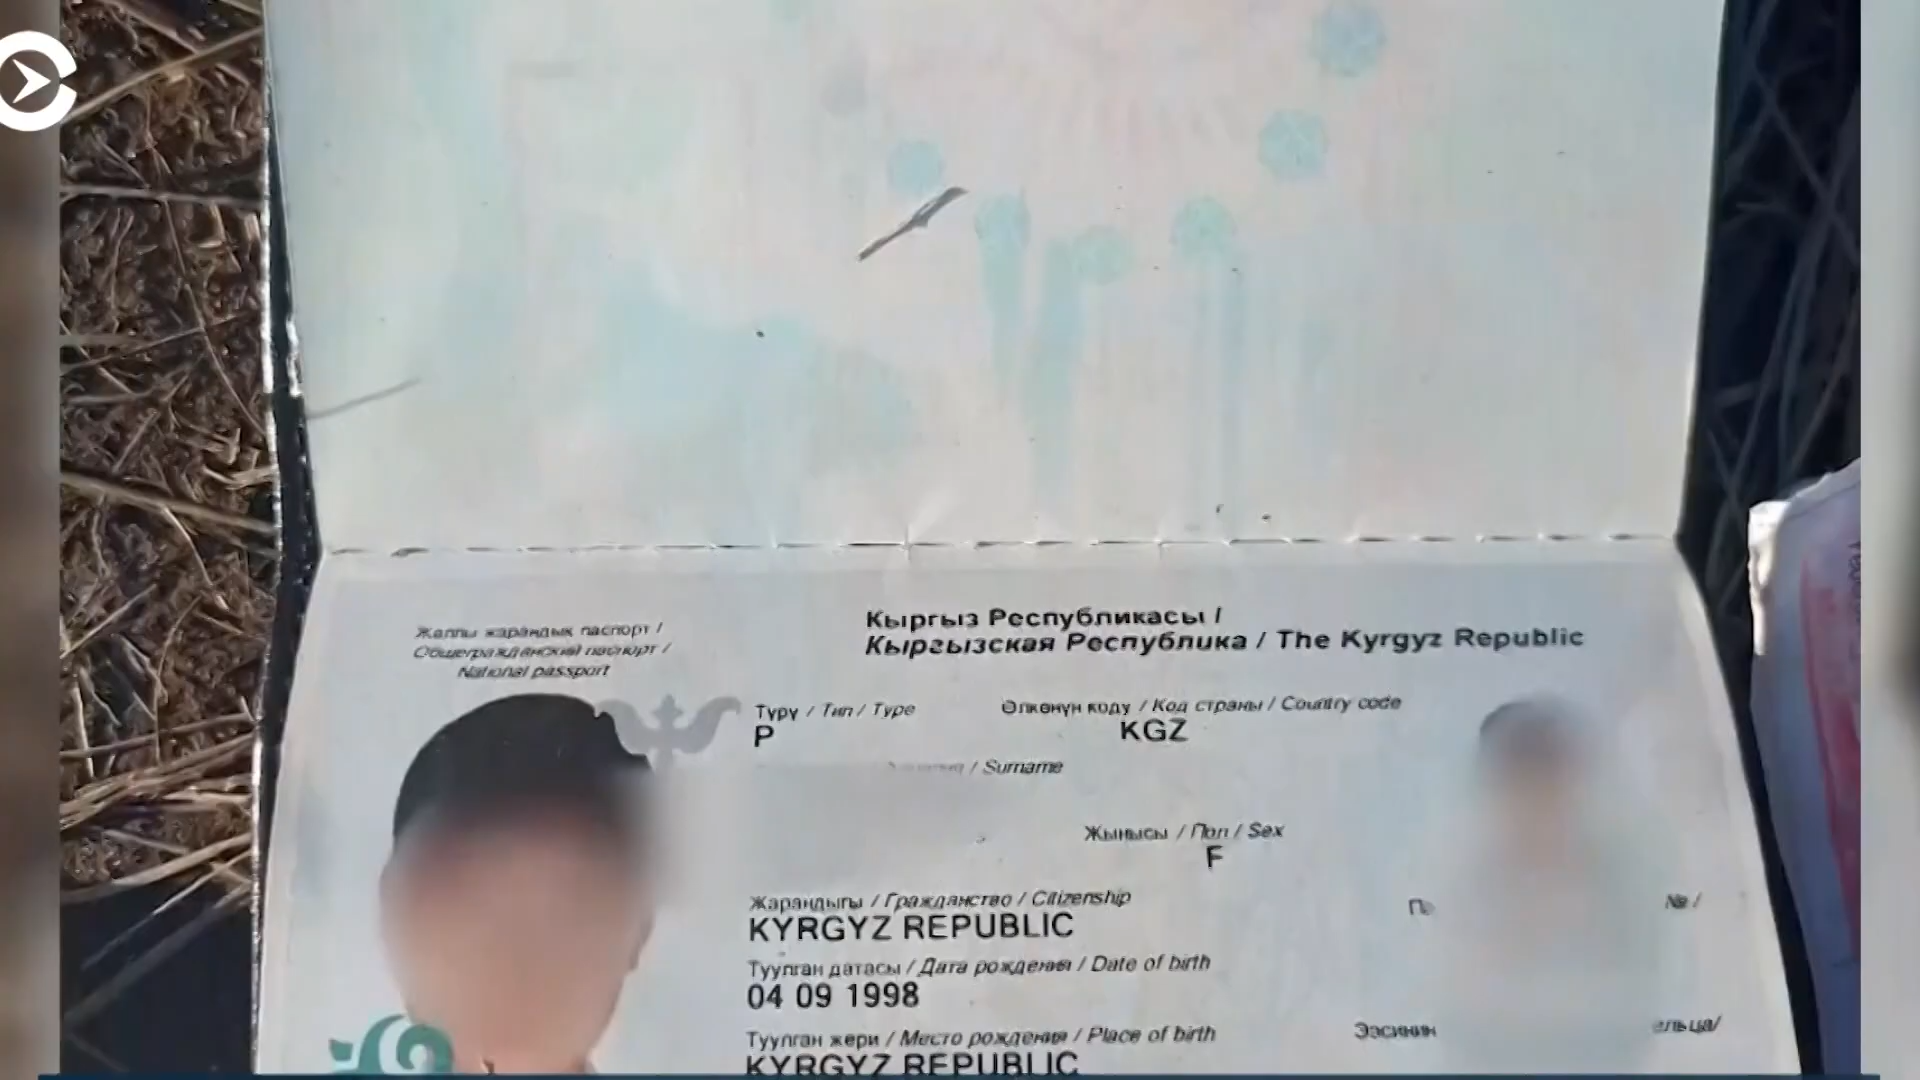 Жалпы жарандык паспорт /
Общегражданский паспорт /
National passport
Кыргыз Республикасы /
Кыргызская Республика / The Kyrgyz Republic
Түрү / Тип / Type
P
Өлкөнүн коду / Код страны / Country code
KGZ
/ Surname
Жынысы / Пол / Sex
F
Жарандыгы / Гражданство / Citizenship
KYRGYZ REPUBLIC
№ /
Туулган датасы / Дата рождения / Date of birth
04 09 1998
Туулган жери / Место рождения / Place of birth
KYRGYZ REPUBLIC
Ээсинин
ельца/